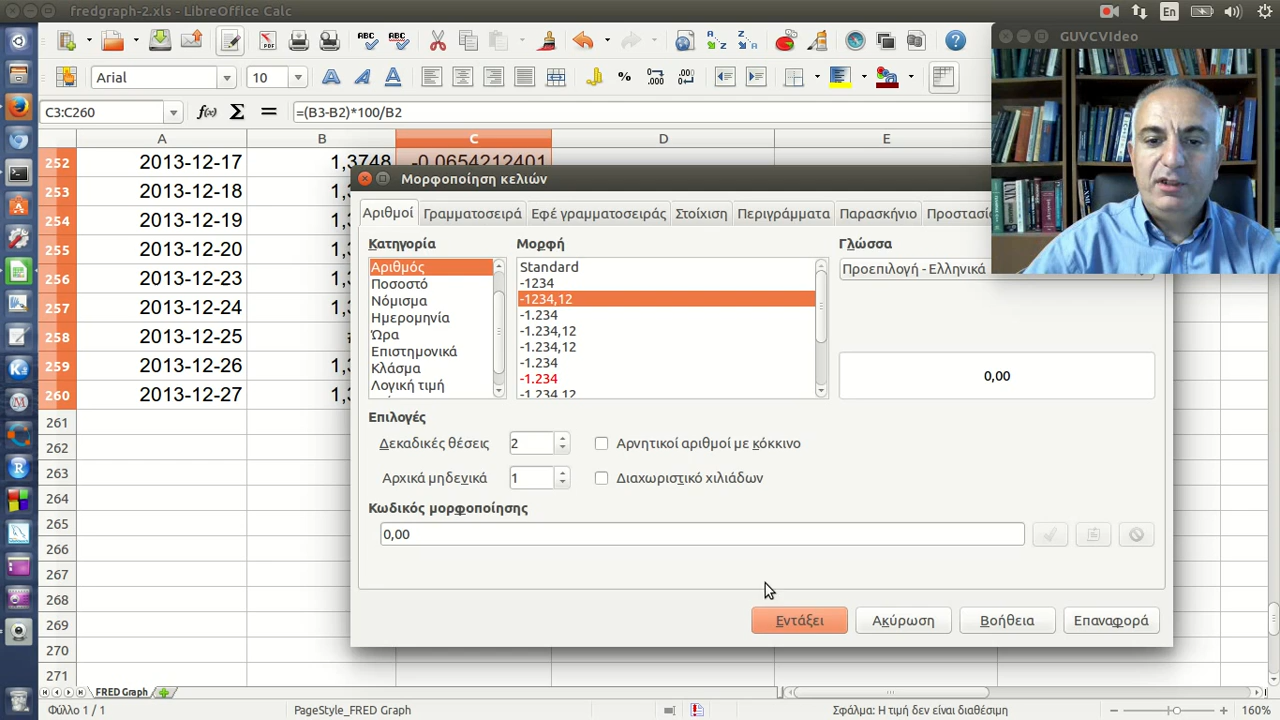 fredgraph-2.xls - LibreOffice Calc
En
GUVCVIdeo
Arial
10
C3:C260
=(B3-B2)*100/B2
A
B
C
D
E
252
2013-12-17
1,3748
-0,0654212401
253
2013-12-18
254
2013-12-19
255
2013-12-20
256
2013-12-23
257
2013-12-24
258
2013-12-25
259
2013-12-26
260
2013-12-27
261
262
263
264
265
266
267
268
269
270
271
Μορφοποίηση κελιών
Αριθμοί
Γραμματοσειρά
Εφέ γραμματοσειράς
Στοίχιση
Περιγράμματα
Παρασκήνιο
Προστασία
Κατηγορία
Αριθμός
Ποσοστό
Νόμισμα
Ημερομηνία
Ώρα
Επιστημονικά
Κλάσμα
Λογική τιμή
Μορφή
Standard
-1234
-1234,12
-1.234
-1.234,12
-1.234,12
-1.234
-1.234
-1.234,12
Γλώσσα
Προεπιλογή - Ελληνικά
0,00
Επιλογές
Δεκαδικές θέσεις
2
Αρνητικοί αριθμοί με κόκκινο
Αρχικά μηδενικά
1
Διαχωριστικό χιλιάδων
Κωδικός μορφοποίησης
0,00
Εντάξει
Ακύρωση
Βοήθεια
Επαναφορά
FRED Graph
Φύλλο 1 / 1
PageStyle_FRED Graph
Σφάλμα: Η τιμή δεν είναι διαθέσιμη
160%